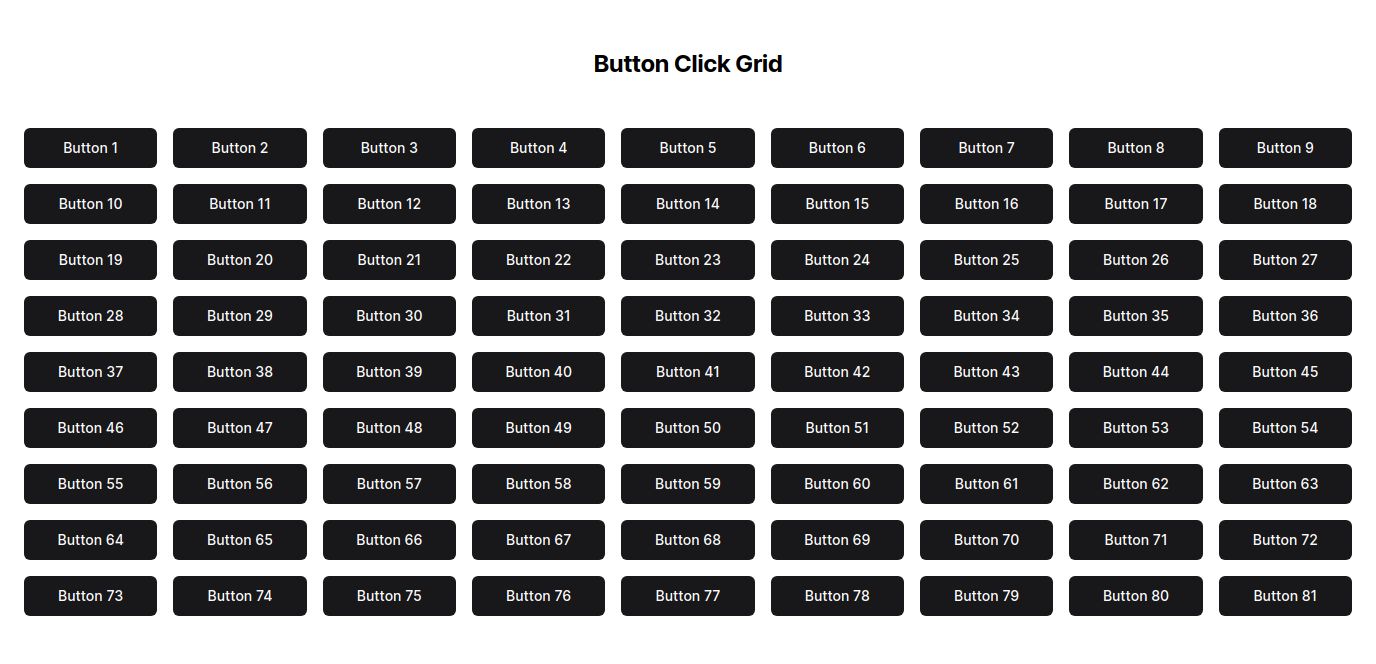 Button Click Grid
Button 1 Button 2 Button 3 Button 4 Button 5 Button 6 Button 7 Button 8 Button 9
Button 10 Button 11 Button 12 Button 13 Button 14 Button 15 Button 16 Button 17 Button 18
Button 19 Button 20 Button 21 Button 22 Button 23 Button 24 Button 25 Button 26 Button 27
Button 28 Button 29 Button 30 Button 31 Button 32 Button 33 Button 34 Button 35 Button 36
Button 37 Button 38 Button 39 Button 40 Button 41 Button 42 Button 43 Button 44 Button 45
Button 46 Button 47 Button 48 Button 49 Button 50 Button 51 Button 52 Button 53 Button 54
Button 55 Button 56 Button 57 Button 58 Button 59 Button 60 Button 61 Button 62 Button 63
Button 64 Button 65 Button 66 Button 67 Button 68 Button 69 Button 70 Button 71 Button 72
Button 73 Button 74 Button 75 Button 76 Button 77 Button 78 Button 79 Button 80 Button 81